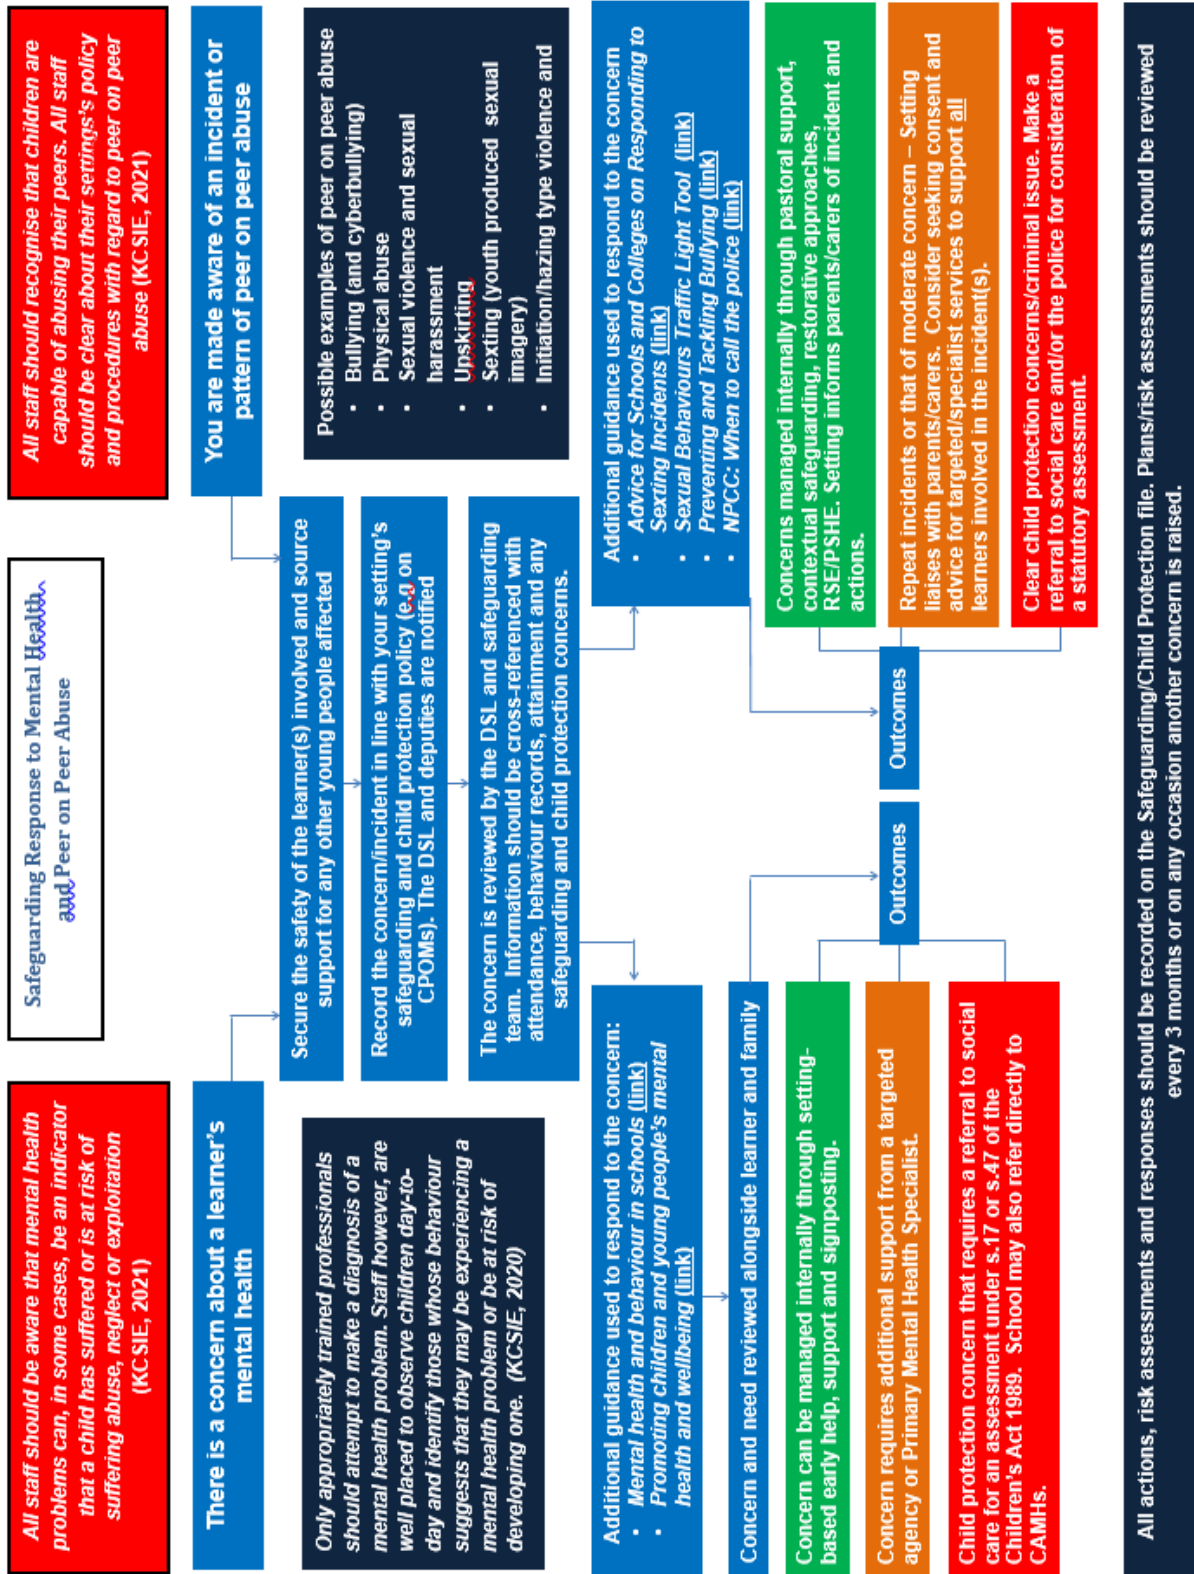 All staff should be aware that mental health
problems can, in some cases, be an indicator
that a child has suffered or is at risk of
suffering abuse, neglect or exploitation
(KCSIE, 2021)
Safeguarding Response to Mental Health
and Peer on Peer Abuse
All staff should recognise that children are
capable of abusing their peers. All staff
should be clear about their settings's policy
and procedures with regard to peer on peer
abuse (KCSIE, 2021)
There is a concern about a learner's
mental health
You are made aware of an incident or
pattern of peer on peer abuse
Secure the safety of the learner(s) involved and source
support for any other young people affected
Record the concern/incident in line with your setting's
safeguarding and child protection policy (e.g. on
CPOMs). The DSL and deputies are notified
The concern is reviewed by the DSL and safeguarding
team. Information should be cross-referenced with
attendance, behaviour records, attainment and any
safeguarding and child protection concerns.
Only appropriately trained professionals
should attempt to make a diagnosis of a
mental health problem. Staff however, are
well placed to observe children day-to-
day and identify those whose behaviour
suggests that they may be experiencing a
mental health problem or be at risk of
developing one. (KCSIE, 2020)
Possible examples of peer on peer abuse
• Bullying (and cyberbullying)
• Physical abuse
• Sexual violence and sexual
harassment
• Upskirting
• Sexting (youth produced sexual
imagery)
• Initiation/hazing type violence and
Additional guidance used to respond to the concern:
• Mental health and behaviour in schools (link)
• Promoting children and young people's mental
health and wellbeing (link)
Additional guidance used to respond to the concern
• Advice for Schools and Colleges on Responding to
Sexting Incidents (link)
• Sexual Behaviours Traffic Light Tool (link)
• Preventing and Tackling Bullying (link)
• NPCC: When to call the police (link)
Concern and need reviewed alongside learner and family
Concern can be managed internally through setting-
based early help, support and signposting.
Concern requires additional support from a targeted
agency or Primary Mental Health Specialist.
Child protection concern that requires a referral to social
care for an assessment under s.17 or s.47 of the
Children's Act 1989. School may also refer directly to
CAMHs.
Outcomes
Outcomes
Concerns managed internally through pastoral support,
contextual safeguarding, restorative approaches,
RSE/PSHE. Setting informs parents/carers of incident and
actions.
Repeat incidents or that of moderate concern – Setting
liaises with parents/carers. Consider seeking consent and
advice for targeted/specialist services to support all
learners involved in the incident(s).
Clear child protection concerns/criminal issue. Make a
referral to social care and/or the police for consideration of
a statutory assessment.
All actions, risk assessments and responses should be recorded on the Safeguarding/Child Protection file. Plans/risk assessments should be reviewed
every 3 months or on any occasion another concern is raised.